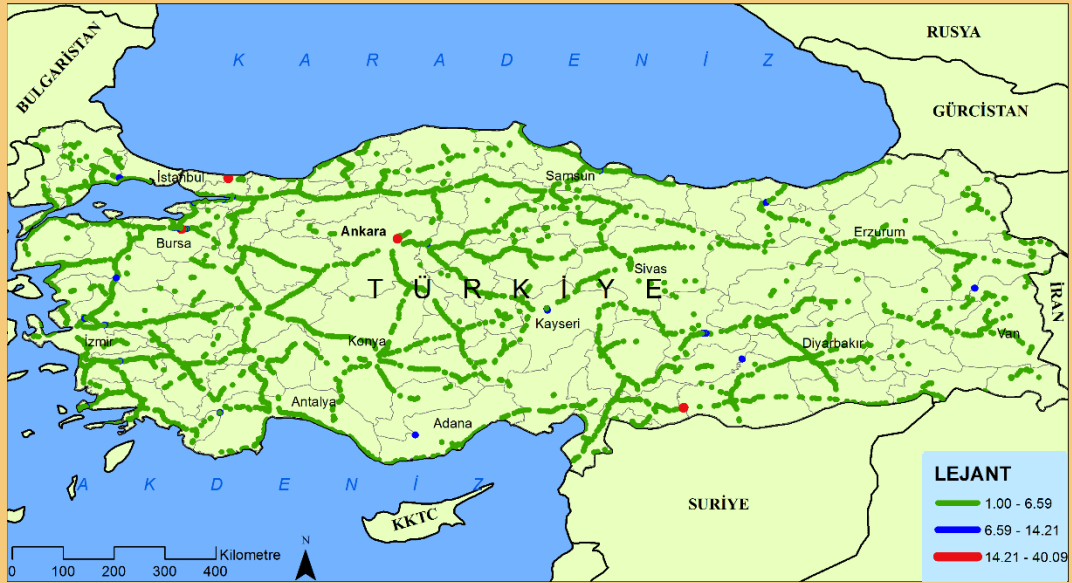 RUSYA
BULGARİSTAN
K A R A D E N İ Z
GÜRCİSTAN
İstanbul
Samsun
Ankara
Erzurum
Bursa
Sivas
T Ü R K İ Y E
İRAN
Kayseri
Van
İzmir
Konya
Diyarbakır
Antalya
Adana
A K D E N İ Z
LEJANT
1.00 - 6.59
6.59 - 14.21
14.21 - 40.09
SURİYE
KKTC
N
Kilometre
0 100 200 300 400